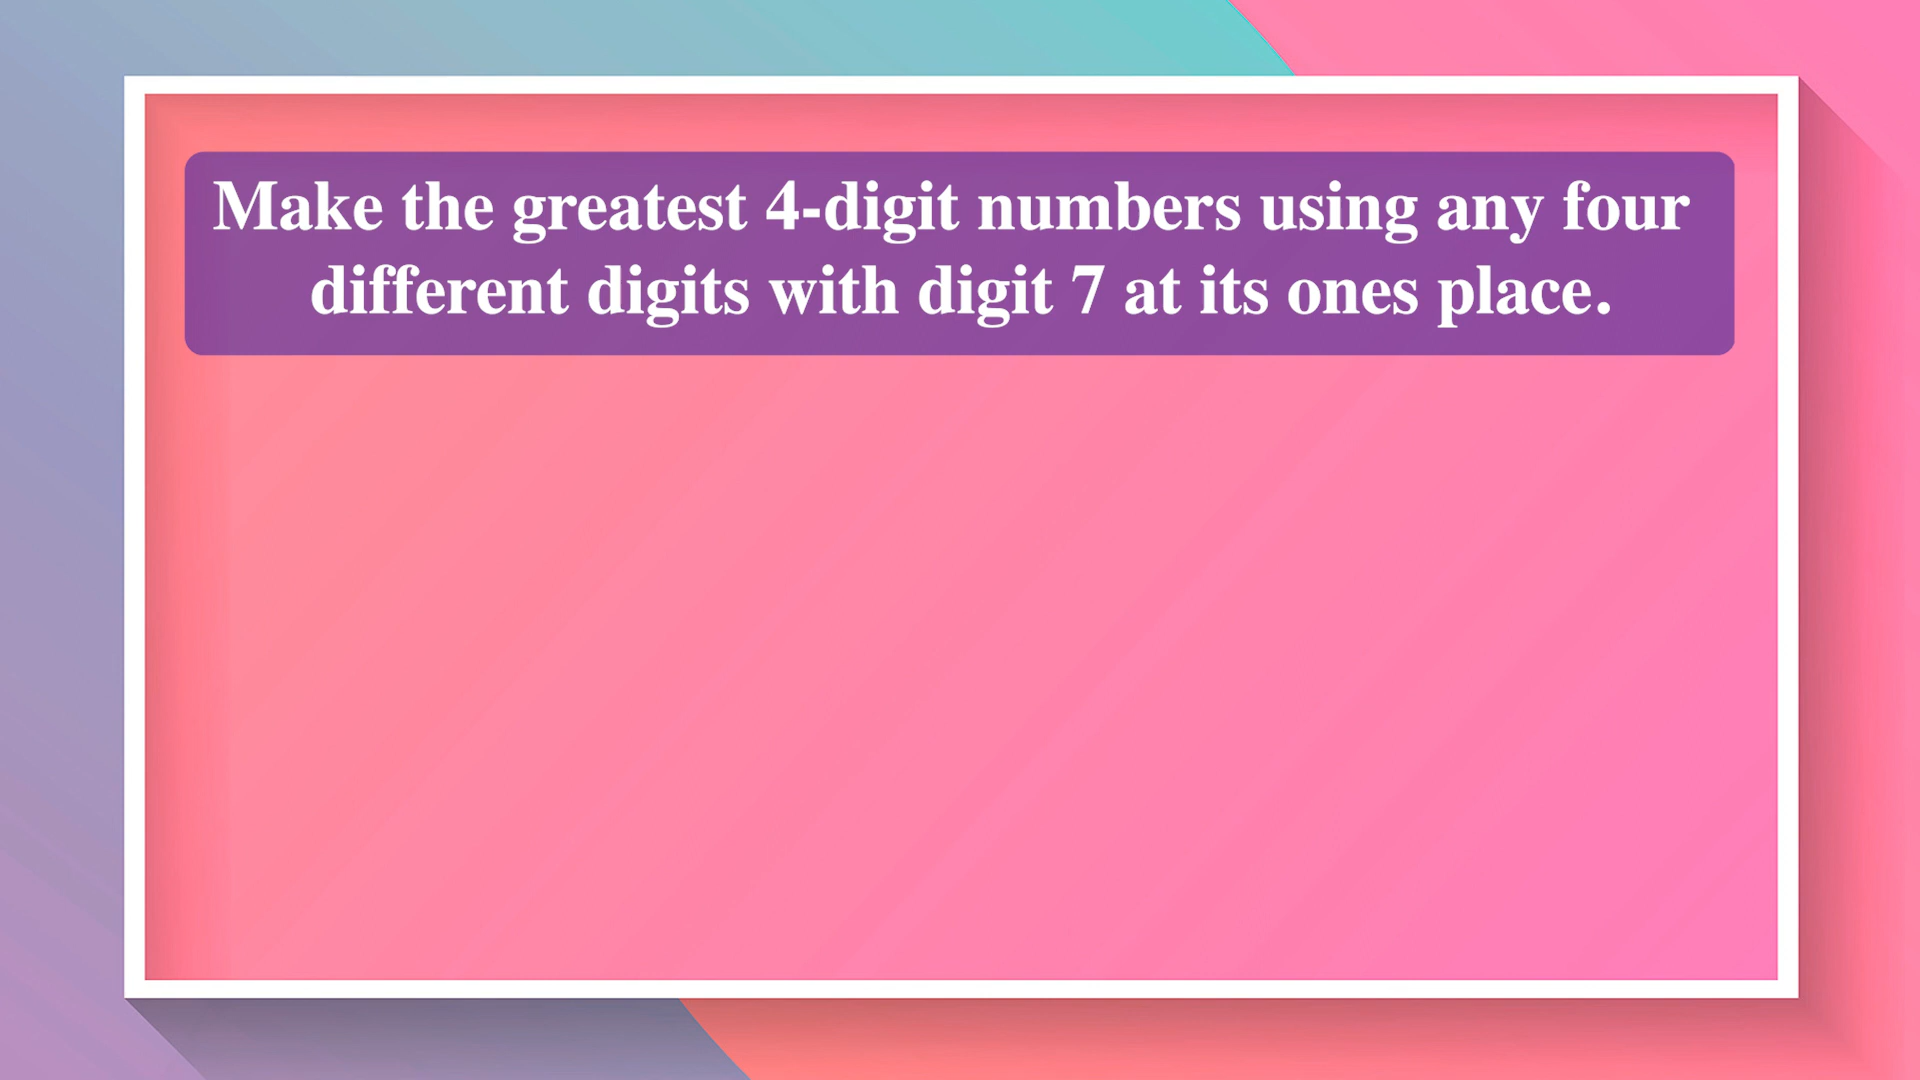 Make the greatest 4-digit numbers using any four
different digits with digit 7 at its ones place.